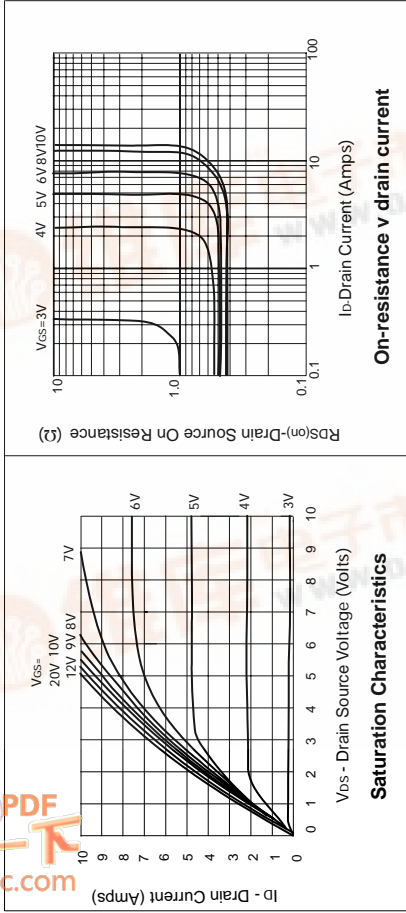 VGS=
20V 10V
12V 9V 8V
7V
6V
5V
4V
3V
10
9
8
7
6
5
4
3
2
1
0
ID - Drain Current (Amps)
0 1 2 3 4 5 6 7 8 9 10
VDS - Drain Source Voltage (Volts)
Saturation Characteristics
VGS=3V
4V
5V
6V 8V10V
10
1.0
0.1
RDS(on)-Drain Source On Resistance (Ω)
0.1
1
10
100
ID-Drain Current (Amps)
On-resistance v drain current
PDF
c.com